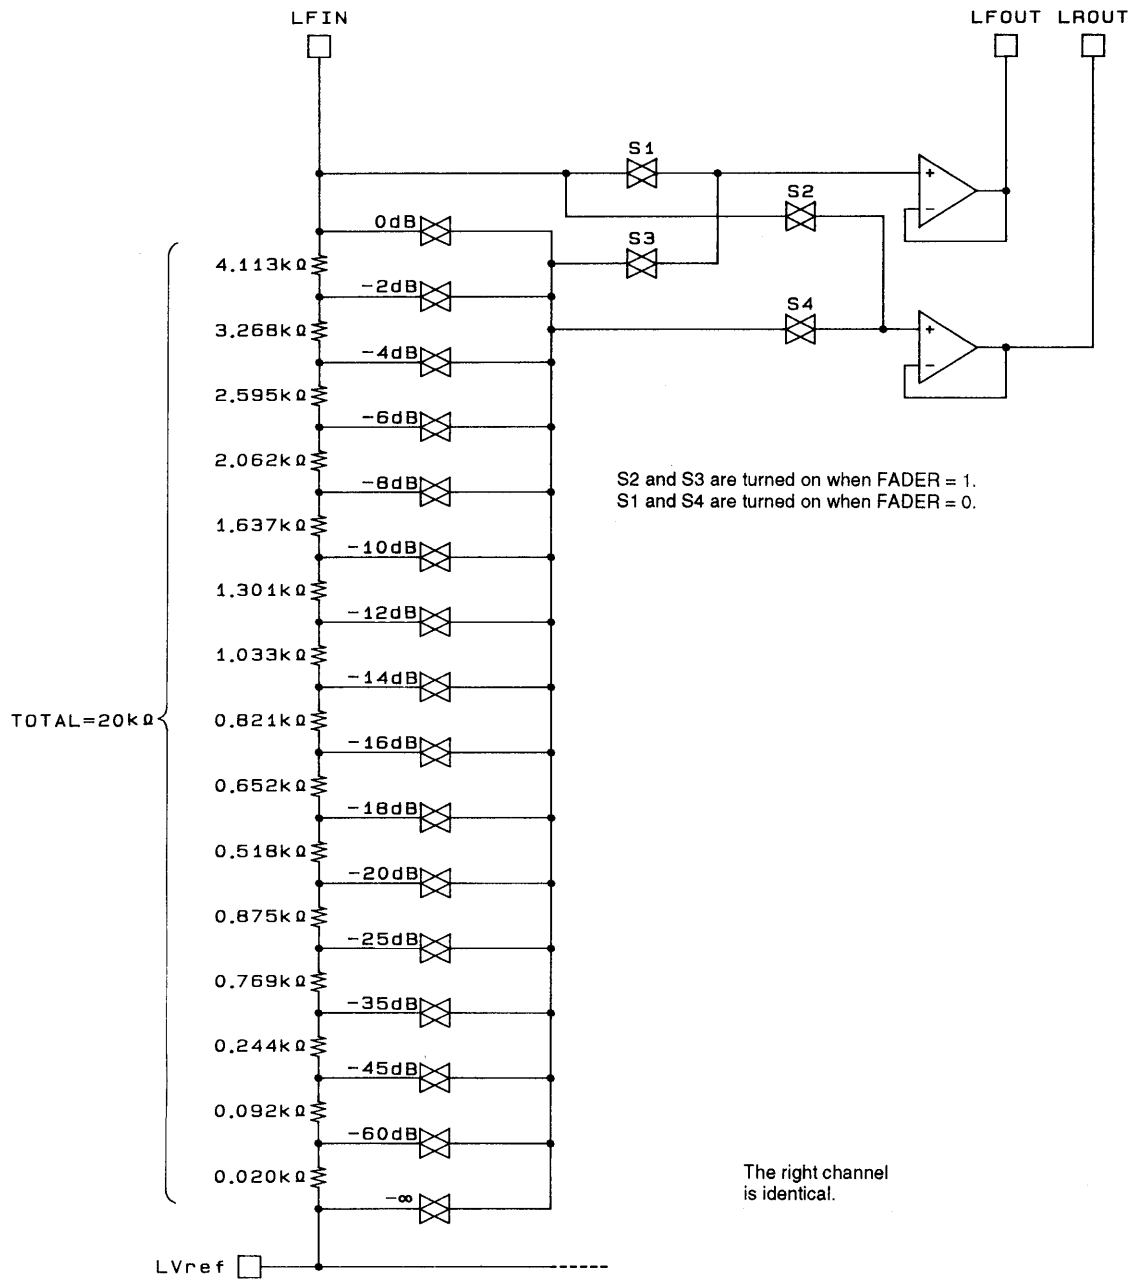 LFIN
LFOUT LROUT
S1
S2
0dB
S3
4.113kΩ
-2dB
S4
3.268kΩ
-4dB
2.595kΩ
-6dB
2.062kΩ
-8dB
S2 and S3 are turned on when FADER = 1.
S1 and S4 are turned on when FADER = 0.
1.637kΩ
-10dB
1.301kΩ
-12dB
1.033kΩ
-14dB
TOTAL=20kΩ
0.821kΩ
-16dB
0.652kΩ
-18dB
0.518kΩ
-20dB
0.875kΩ
-25dB
0.769kΩ
-35dB
0.244kΩ
-45dB
0.092kΩ
-60dB
0.020kΩ
-∞
The right channel
is identical.
LVref
+
-
+
-